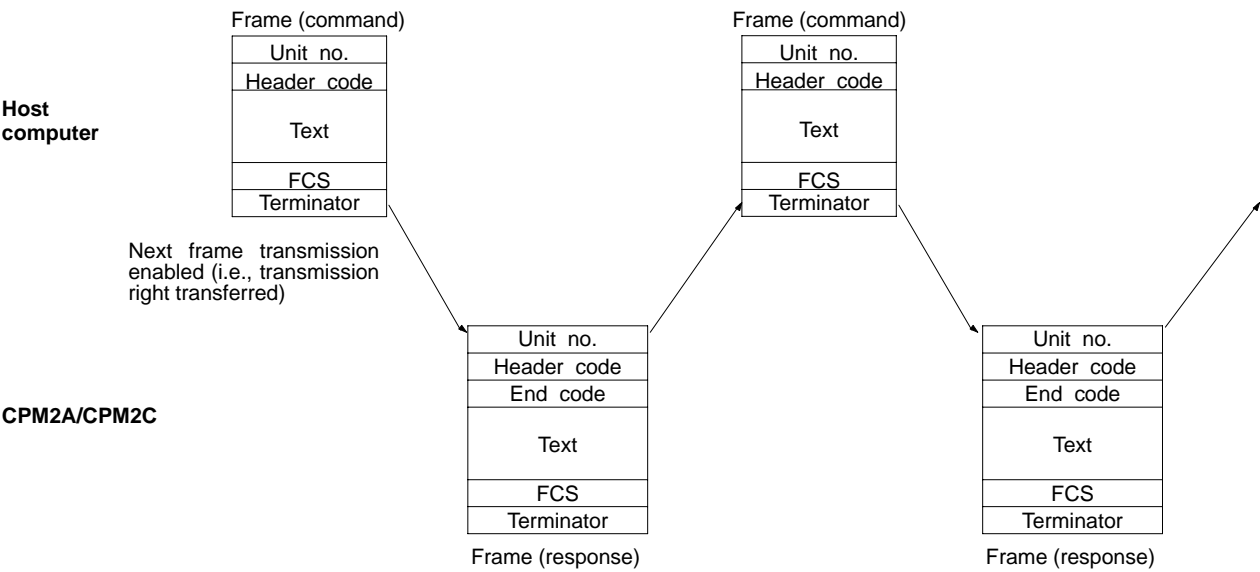 Frame (command)
Unit no.
Header code
Text
FCS
Terminator
Frame (command)
Unit no.
Header code
Text
FCS
Terminator
Host
computer
Next frame transmission
enabled (i.e., transmission
right transferred)
CPM2A/CPM2C
Unit no.
Header code
End code
Text
FCS
Terminator
Frame (response)
Unit no.
Header code
End code
Text
FCS
Terminator
Frame (response)